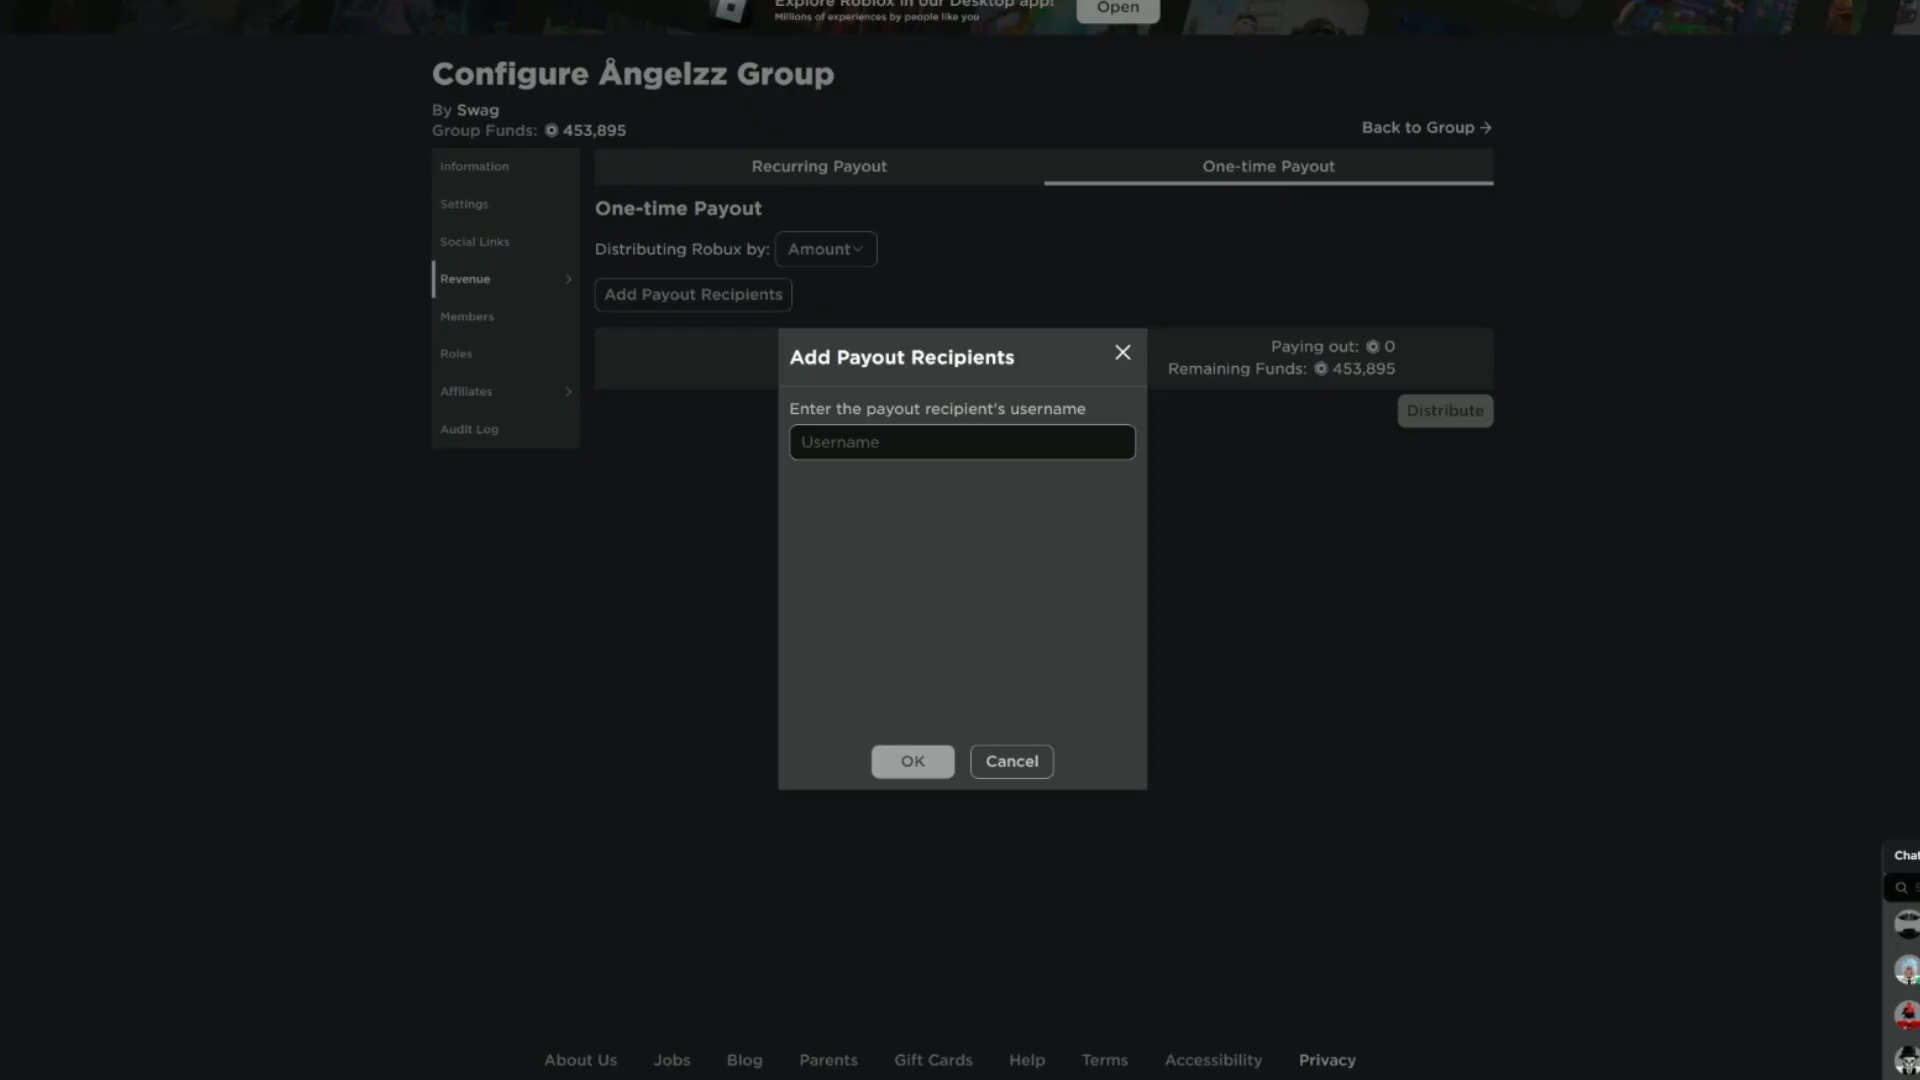 Explore Roblox in our Desktop app!
Millions of experiences by people like you
Open
Configure Ångelzz Group
By Swag
Group Funds: 453,895
Back to Group →
Information
Settings
Social Links
Revenue
Members
Roles
Affiliates
Audit Log
Recurring Payout
One-time Payout
One-time Payout
Distributing Robux by: Amount
Add Payout Recipients
Paying out: 0
Remaining Funds: 453,895
Distribute
Add Payout Recipients
Enter the payout recipient's username
Username
OK
Cancel
Chat
About Us Jobs Blog Parents Gift Cards Help Terms Accessibility Privacy